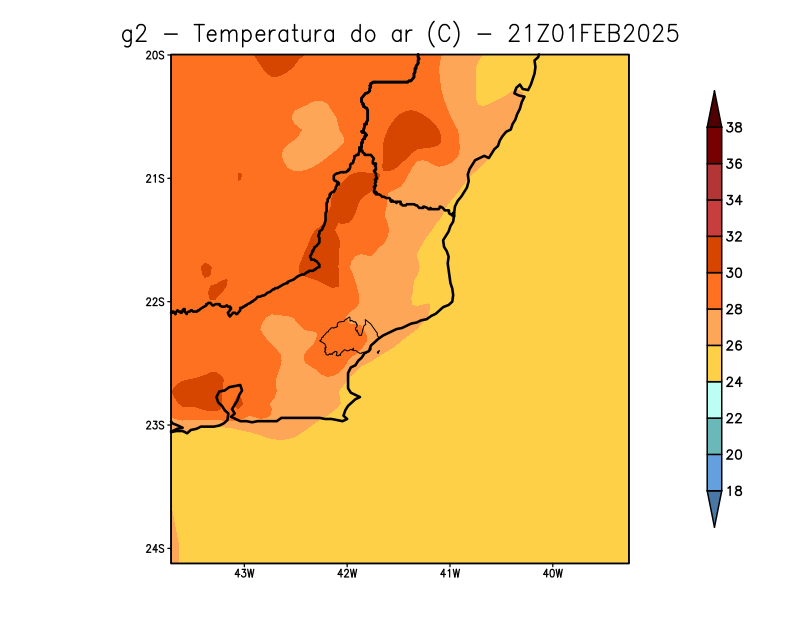 g2 – Temperatura do ar (C) – 21Z01FEB2025
20S
21S
22S
23S
24S
43W
42W
41W
40W
38
36
34
32
30
28
26
24
22
20
18